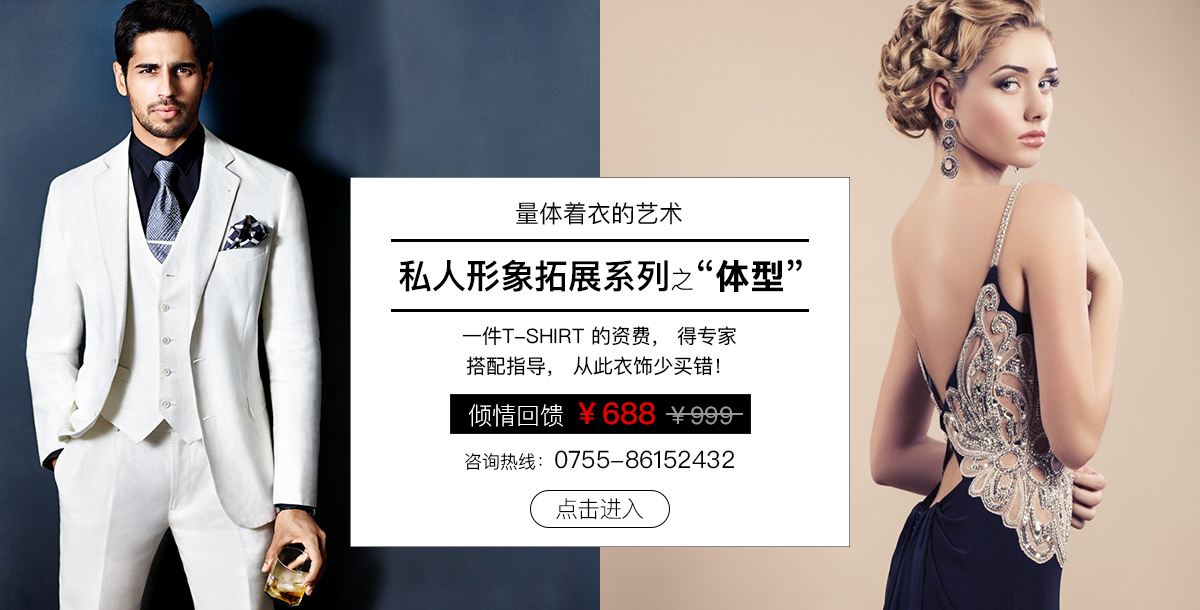 量体着衣的艺术
私人形象拓展系列之“体型”
一件T-SHIRT 的资费， 得专家
搭配指导， 从此衣饰少买错！
倾情回馈 ￥688 ￥999
咨询热线：0755-86152432
点击进入